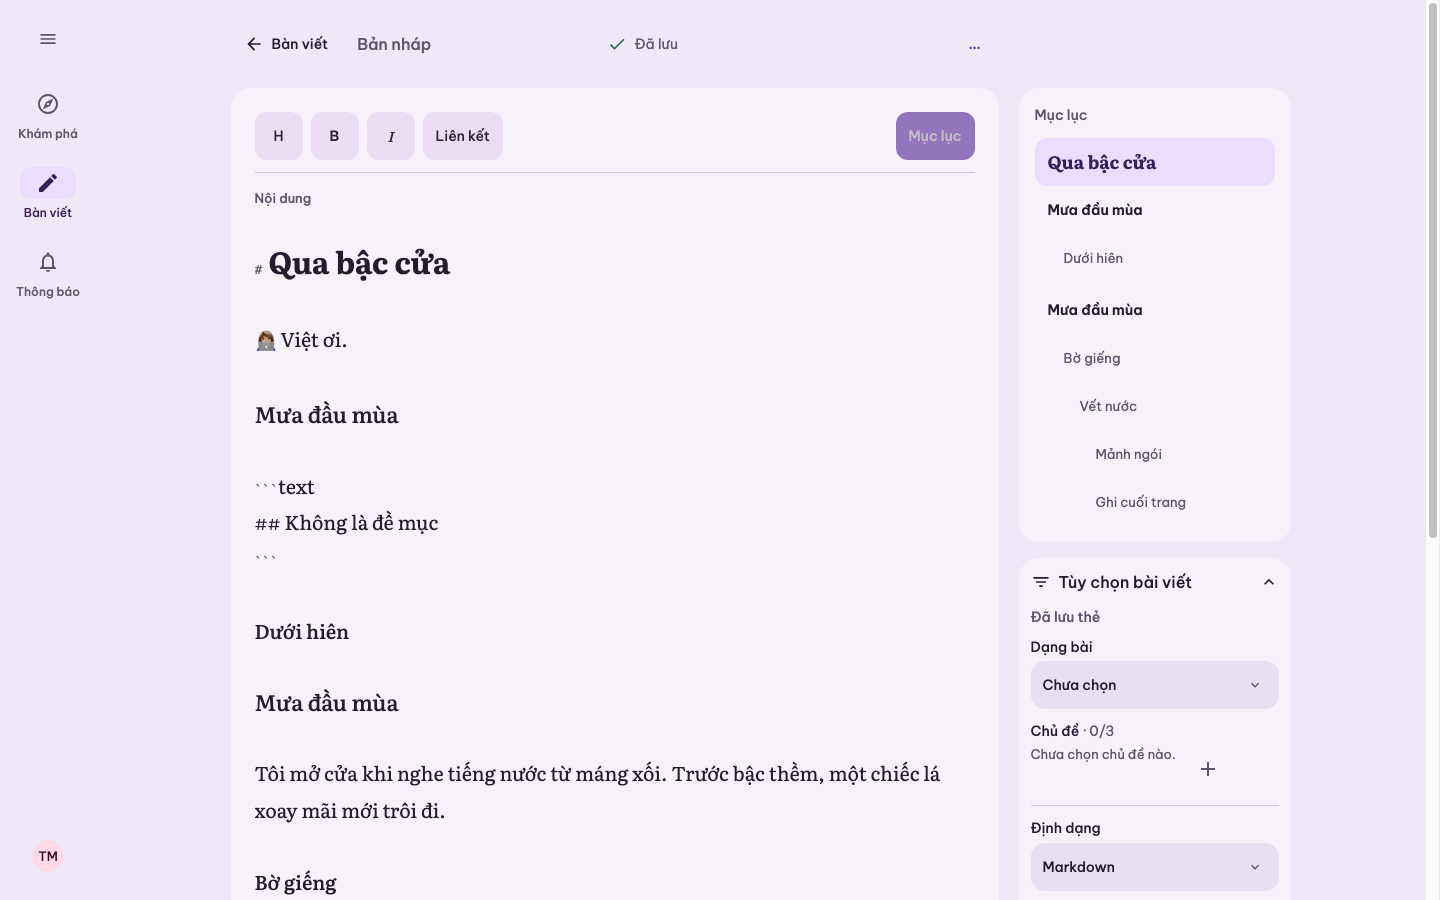 Khám phá
Bàn viết
Thông báo
TM
Bàn viết
Bản nháp
Đã lưu
...
H
B
I
Liên kết
Mục lục
Nội dung
# Qua bậc cửa
Việt ơi.
Mưa đầu mùa
```text
## Không là đề mục
```
Dưới hiên
Mưa đầu mùa
Tôi mở cửa khi nghe tiếng nước từ máng xối. Trước bậc thềm, một chiếc lá
xoay mãi mới trôi đi.
Bờ giếng
Mục lục
Qua bậc cửa
Mưa đầu mùa
Dưới hiên
Mưa đầu mùa
Bờ giếng
Vết nước
Mảnh ngói
Ghi cuối trang
Tùy chọn bài viết
Đã lưu thẻ
Dạng bài
Chưa chọn
Chủ đề · 0/3
Chưa chọn chủ đề nào.
Định dạng
Markdown